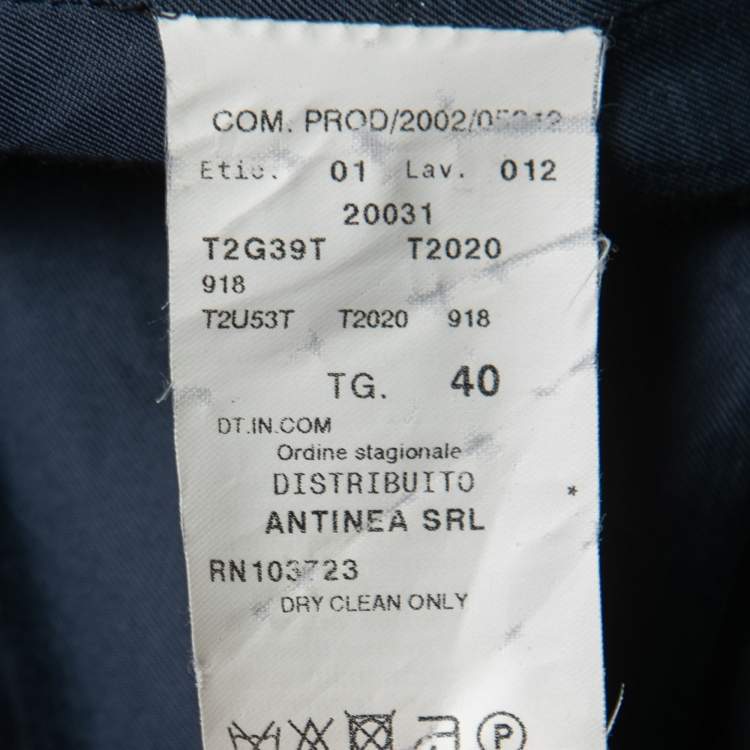 COM. PROD/2002/
Etic. 01 Lav. 012
20031
T2G39T T2020
918
T2U53T T2020 918
TG. 40
DT.IN.COM
Ordine stagionale
DISTRIBUITO *
ANTINEA SRL
RN103723
DRY CLEAN ONLY
P